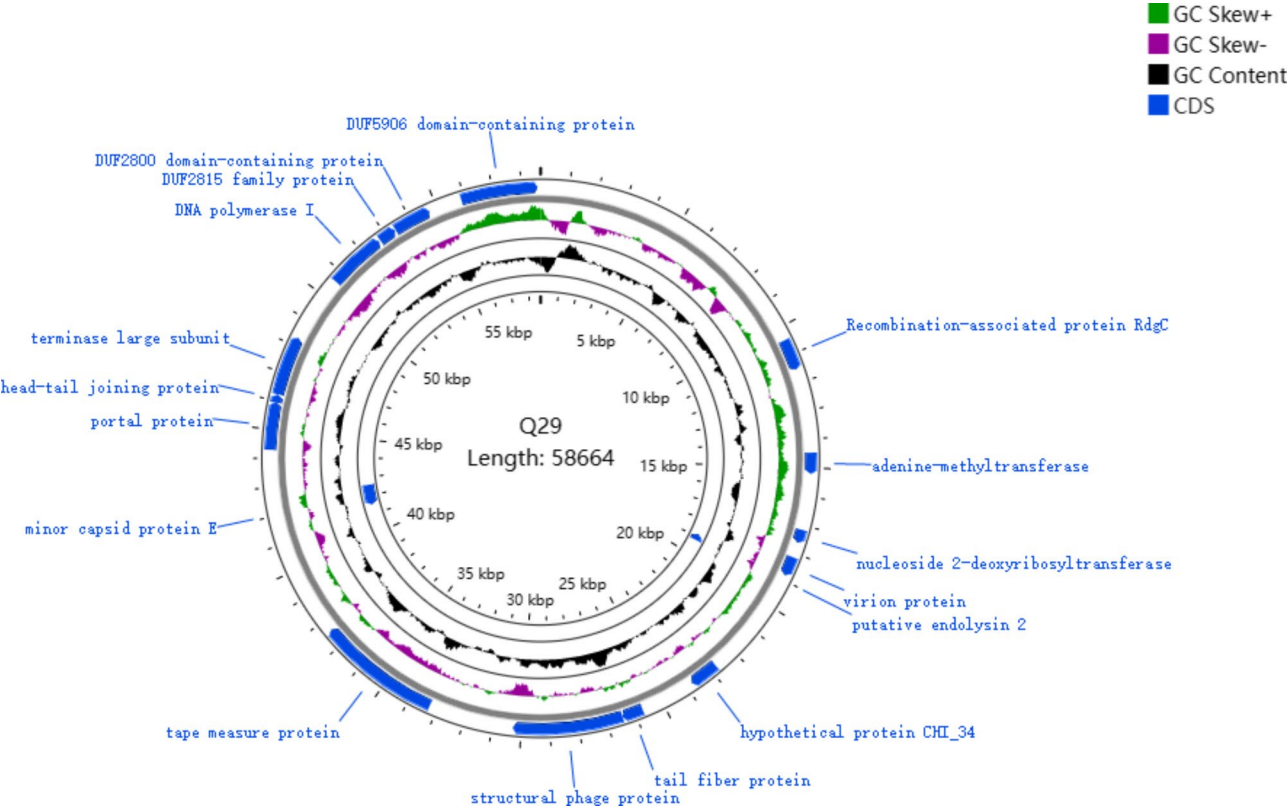 GC Skew+
GC Skew-
GC Content
CDS
DUF5906 domain-containing protein
DUF2800 domain-containing protein
DUF2815 family protein
DNA polymerase I
terminase large subunit
head-tail joining protein
portal protein
minor capsid protein E
tape measure protein
structural phage protein
tail fiber protein
hypothetical protein CHI_34
putative endolysin 2
virion protein
nucleoside 2-deoxyribosyltransferase
adenine-methyltransferase
Recombination-associated protein RdgC
55 kbp
5 kbp
50 kbp
10 kbp
45 kbp
15 kbp
40 kbp
20 kbp
35 kbp
25 kbp
30 kbp
Q29
Length: 58664